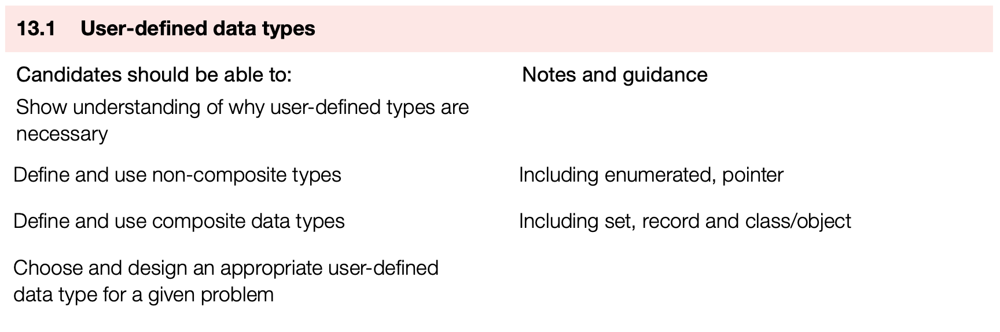 13.1 User-defined data types
Candidates should be able to:
Notes and guidance
Show understanding of why user-defined types are
necessary
Define and use non-composite types
Including enumerated, pointer
Define and use composite data types
Including set, record and class/object
Choose and design an appropriate user-defined
data type for a given problem